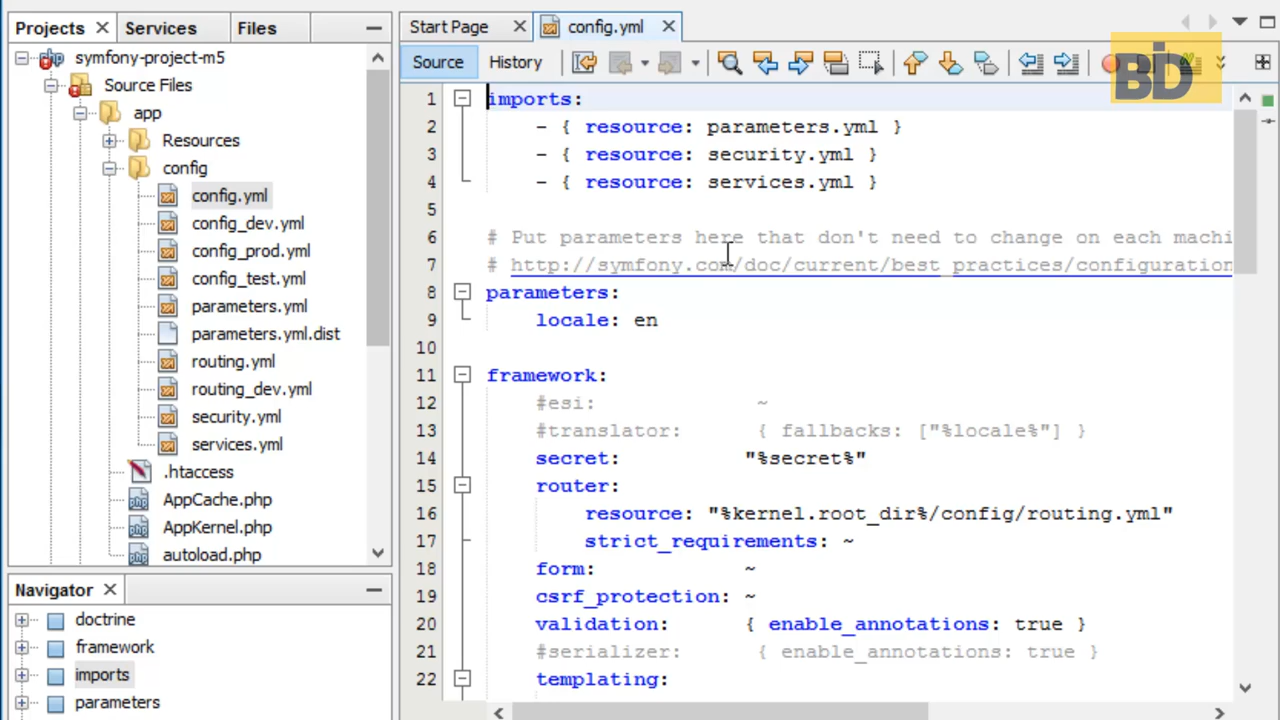 Projects
Services
Files
symfony-project-m5
Source Files
app
Resources
config
config.yml
config_dev.yml
config_prod.yml
config_test.yml
parameters.yml
parameters.yml.dist
routing.yml
routing_dev.yml
security.yml
services.yml
.htaccess
AppCache.php
AppKernel.php
autoload.php
Navigator
doctrine
framework
imports
parameters
Start Page
config.yml
Source
History
BD
1 imports:
2 - { resource: parameters.yml }
3 - { resource: security.yml }
4 - { resource: services.yml }
5
6 # Put parameters here that don't need to change on each machi
7 # http://symfony.com/doc/current/best_practices/configuration
8 parameters:
9 locale: en
10
11 framework:
12 #esi: ~
13 #translator: { fallbacks: ["%locale%"] }
14 secret: "%secret%"
15 router:
16 resource: "%kernel.root_dir%/config/routing.yml"
17 strict_requirements: ~
18 form: ~
19 csrf_protection: ~
20 validation: { enable_annotations: true }
21 #serializer: { enable_annotations: true }
22 templating: